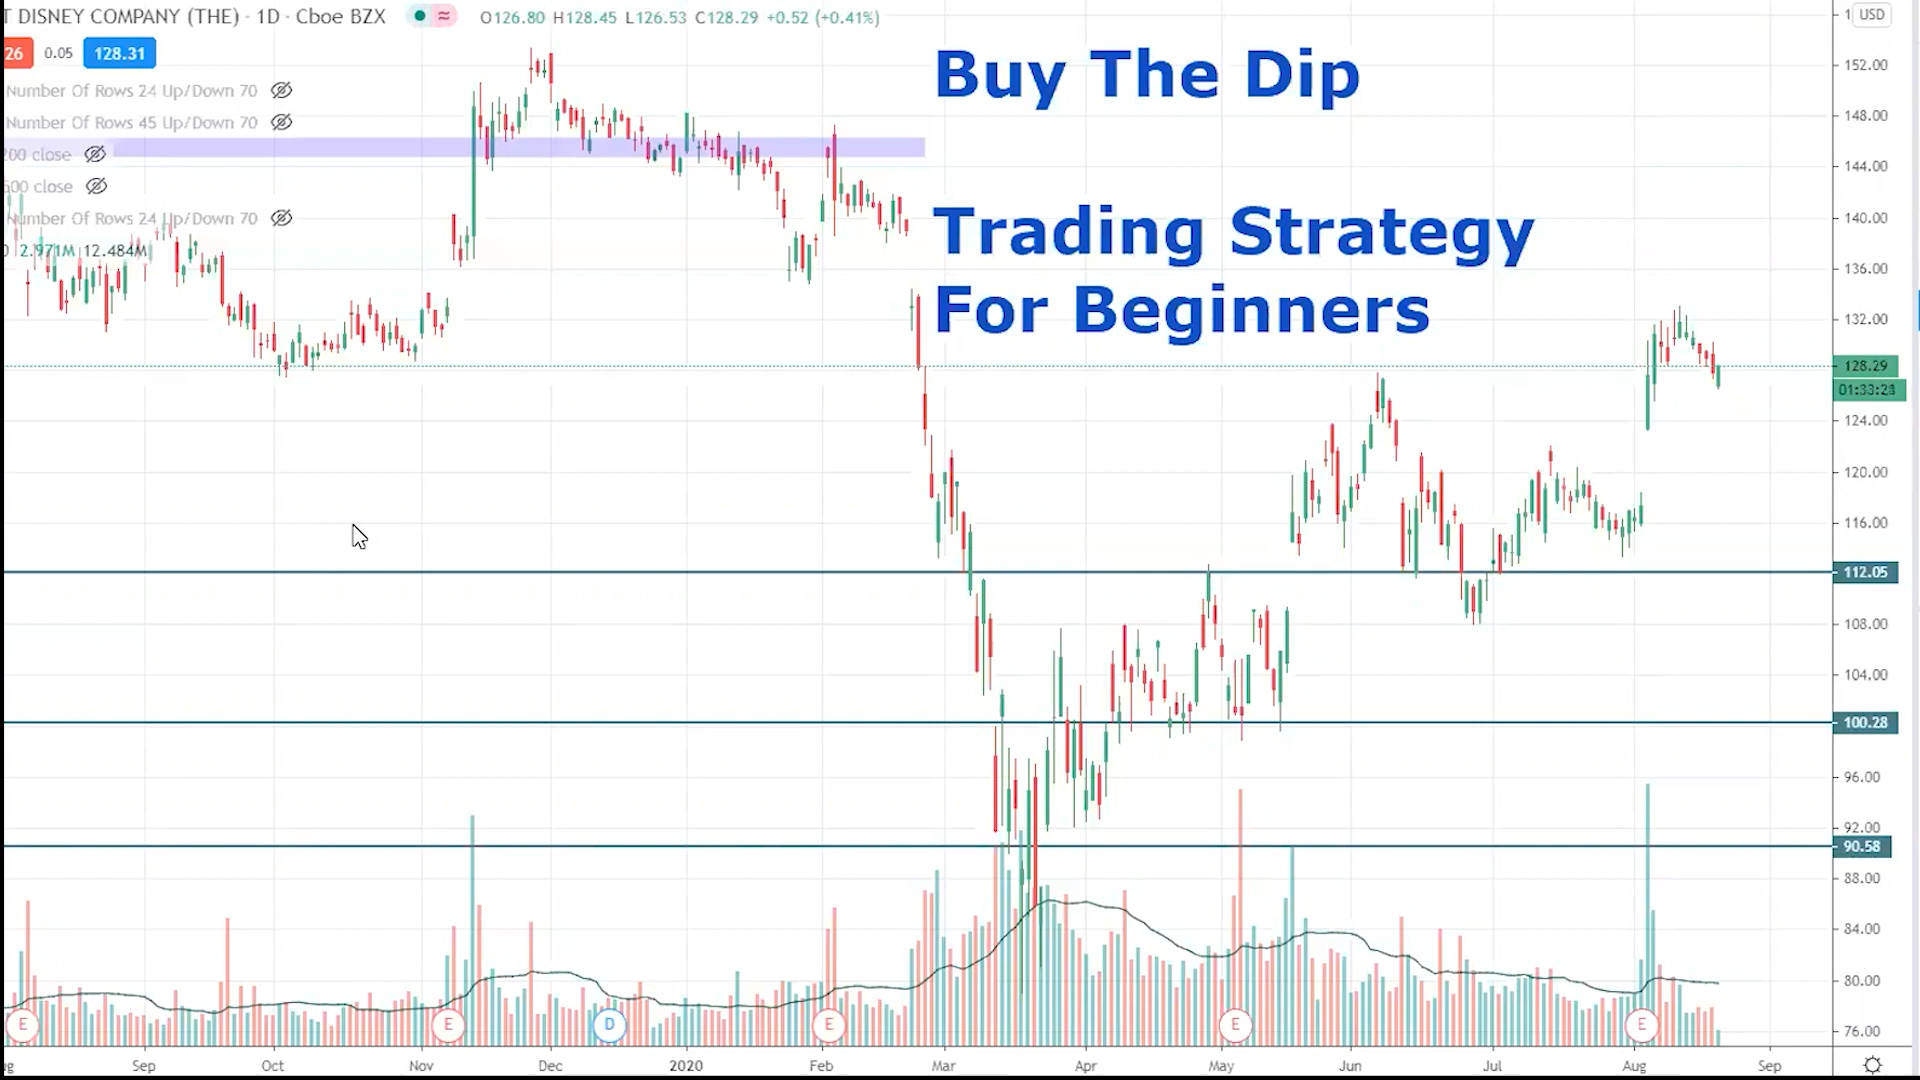 T DISNEY COMPANY (THE) · 1D · Cboe BZX
O126.80 H128.45 L126.53 C128.29 +0.52 (+0.41%)
26 0.05 128.31
Number Of Rows 24 Up/Down 70
Number Of Rows 45 Up/Down 70
200 close
close
Number Of Rows 24 Up/Down 70
2.971M 12.484M
Buy The Dip
Trading Strategy
For Beginners
USD
152.00
148.00
144.00
140.00
136.00
132.00
128.29
01:33:23
124.00
120.00
116.00
112.05
108.00
104.00
100.28
96.00
92.00
90.58
88.00
84.00
80.00
76.00
E E D E E E
Sep Oct Nov Dec 2020 Feb Mar Apr May Jun Jul Aug Sep